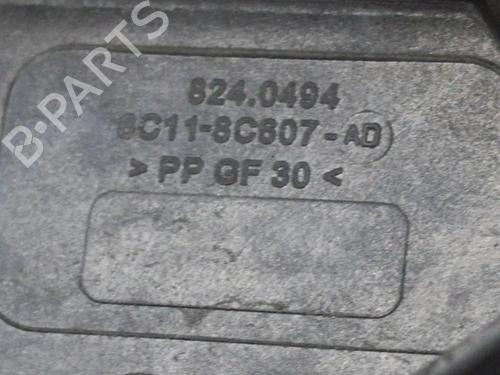 B-PARTS
824.0494
6C11-8C607-AD
> PP GF 30 <